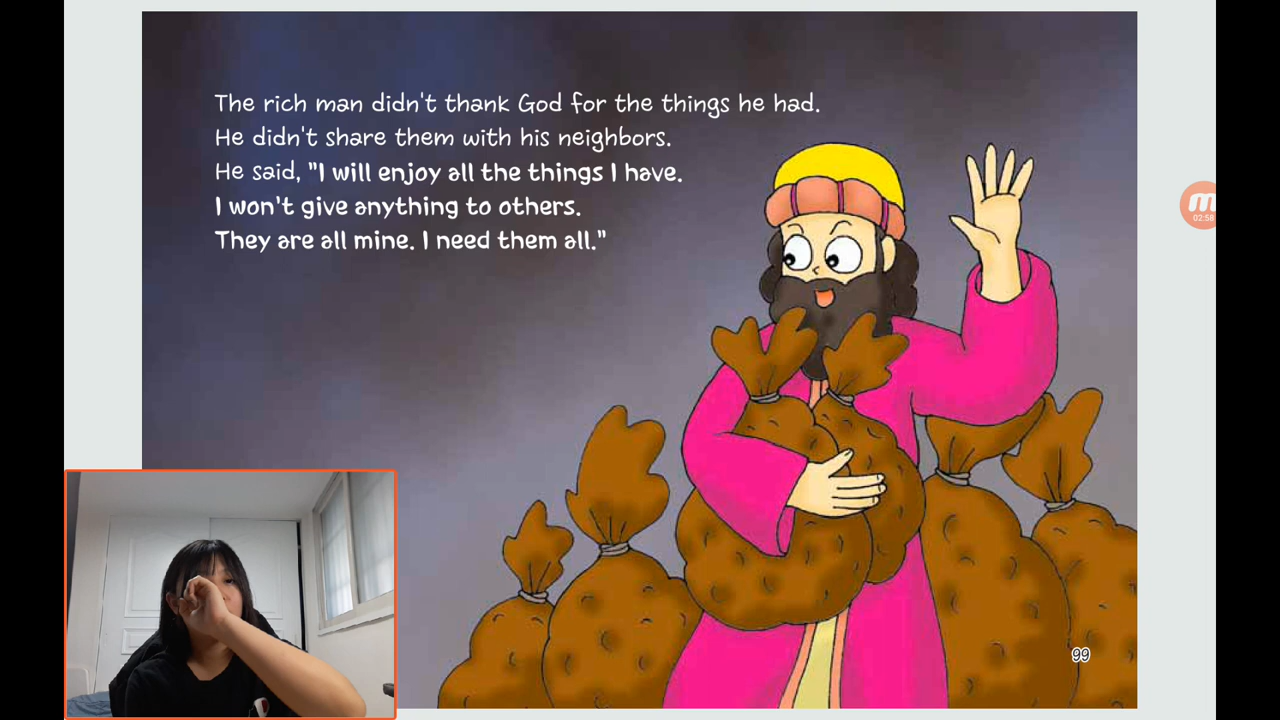 The rich man didn't thank God for the things he had.
He didn't share them with his neighbors.
He said, "I will enjoy all the things I have.
I won't give anything to others.
They are all mine. I need them all."
02:58
99